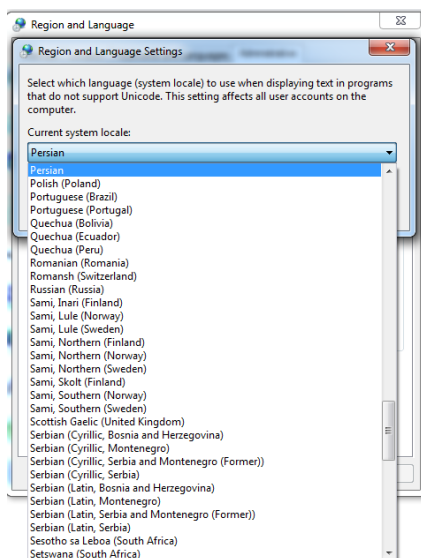 Region and Language
Region and Language Settings
Select which language (system locale) to use when displaying text in programs
that do not support Unicode. This setting affects all user accounts on the
computer.
Current system locale:
Persian
Persian
Polish (Poland)
Portuguese (Brazil)
Portuguese (Portugal)
Quechua (Bolivia)
Quechua (Ecuador)
Quechua (Peru)
Romanian (Romania)
Romansh (Switzerland)
Russian (Russia)
Sami, Inari (Finland)
Sami, Lule (Norway)
Sami, Lule (Sweden)
Sami, Northern (Finland)
Sami, Northern (Norway)
Sami, Northern (Sweden)
Sami, Skolt (Finland)
Sami, Southern (Norway)
Sami, Southern (Sweden)
Scottish Gaelic (United Kingdom)
Serbian (Cyrillic, Bosnia and Herzegovina)
Serbian (Cyrillic, Montenegro)
Serbian (Cyrillic, Serbia and Montenegro (Former))
Serbian (Cyrillic, Serbia)
Serbian (Latin, Bosnia and Herzegovina)
Serbian (Latin, Montenegro)
Serbian (Latin, Serbia and Montenegro (Former))
Serbian (Latin, Serbia)
Sesotho sa Leboa (South Africa)
Setswana (South Africa)